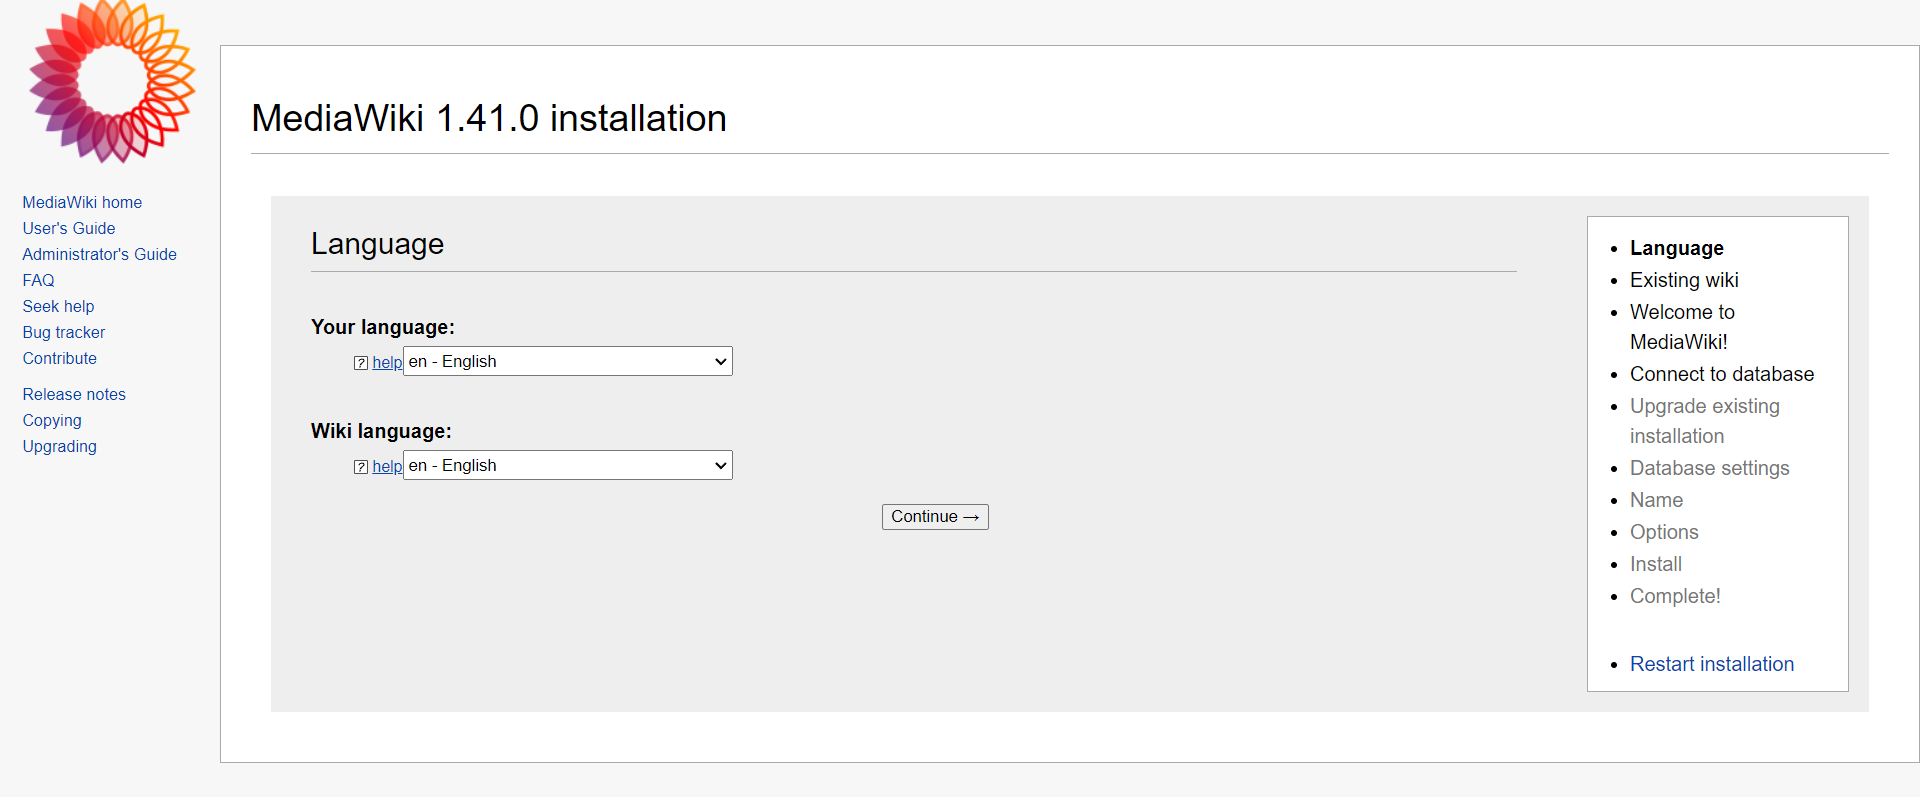 MediaWiki 1.41.0 installation
MediaWiki home
User's Guide
Administrator's Guide
FAQ
Seek help
Bug tracker
Contribute
Release notes
Copying
Upgrading
Language
Your language:
? help en - English
Wiki language:
? help en - English
Continue →
Language
Existing wiki
Welcome to
MediaWiki!
Connect to database
Upgrade existing
installation
Database settings
Name
Options
Install
Complete!
Restart installation